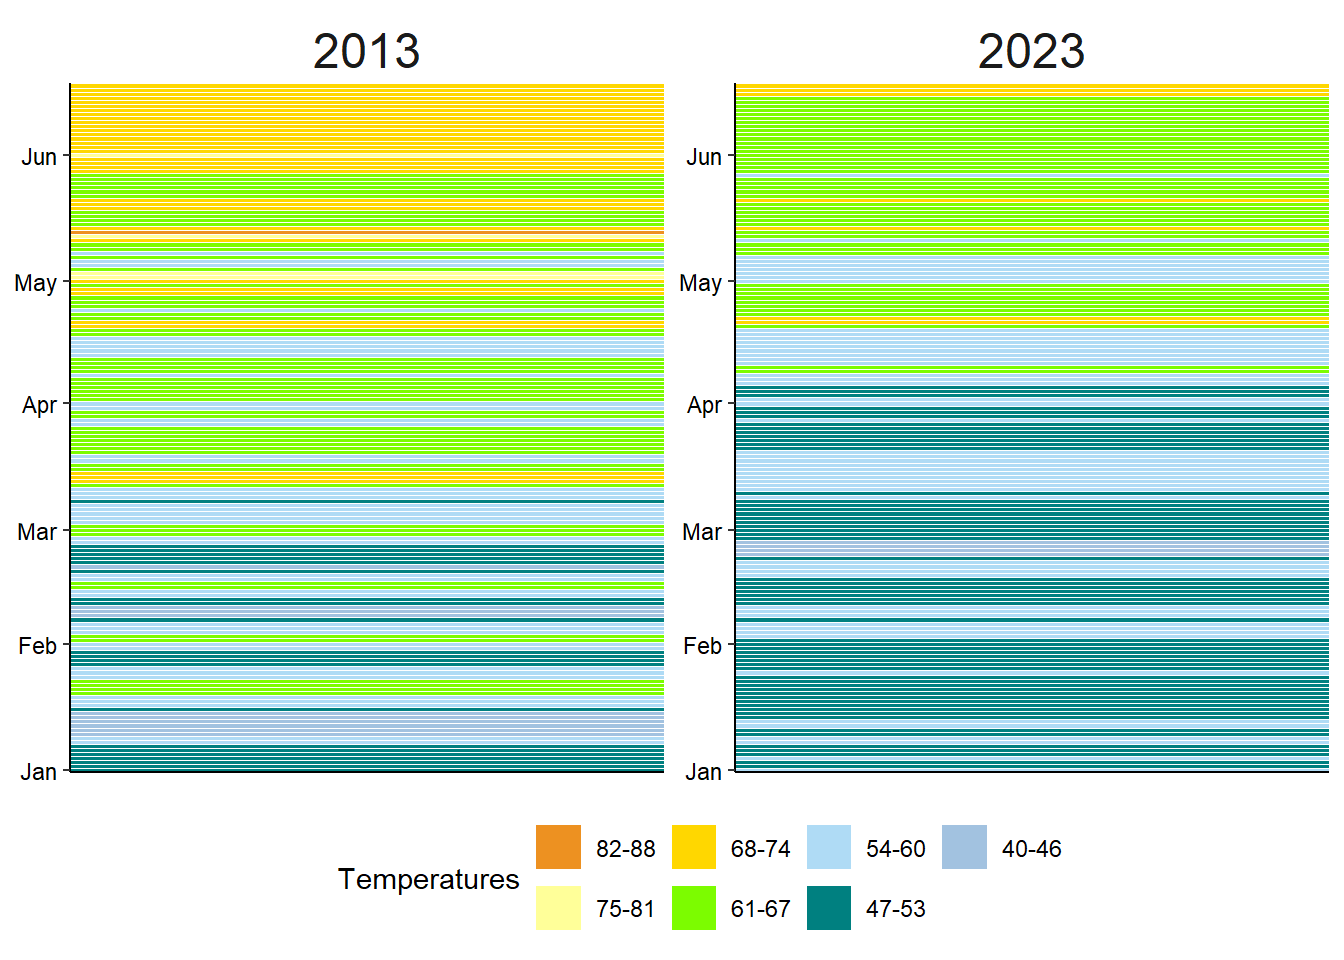 2013
2023
Jun
May
Apr
Mar
Feb
Jan
Jun
May
Apr
Mar
Feb
Jan
Temperatures
82-88
68-74
54-60
40-46
75-81
61-67
47-53